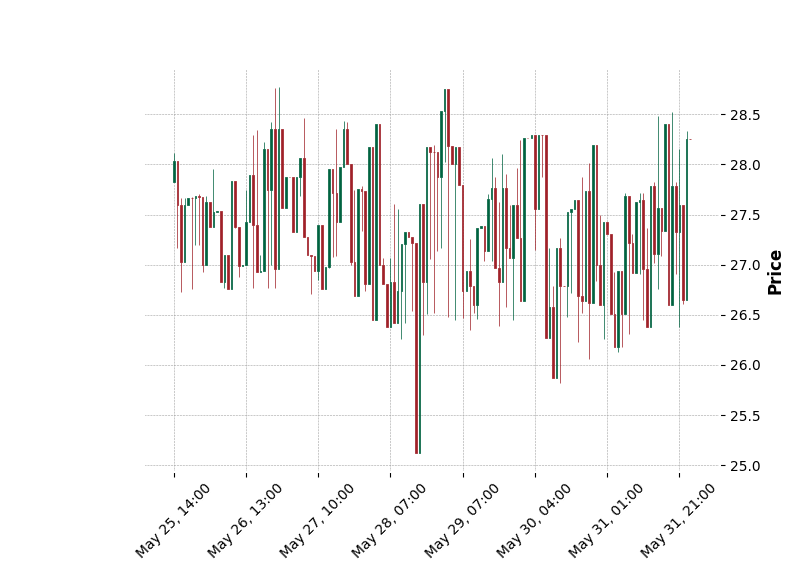 28.5
28.0
27.5
27.0
26.5
26.0
25.5
25.0
Price
May 25, 14:00
May 26, 13:00
May 27, 10:00
May 28, 07:00
May 29, 07:00
May 30, 04:00
May 31, 01:00
May 31, 21:00